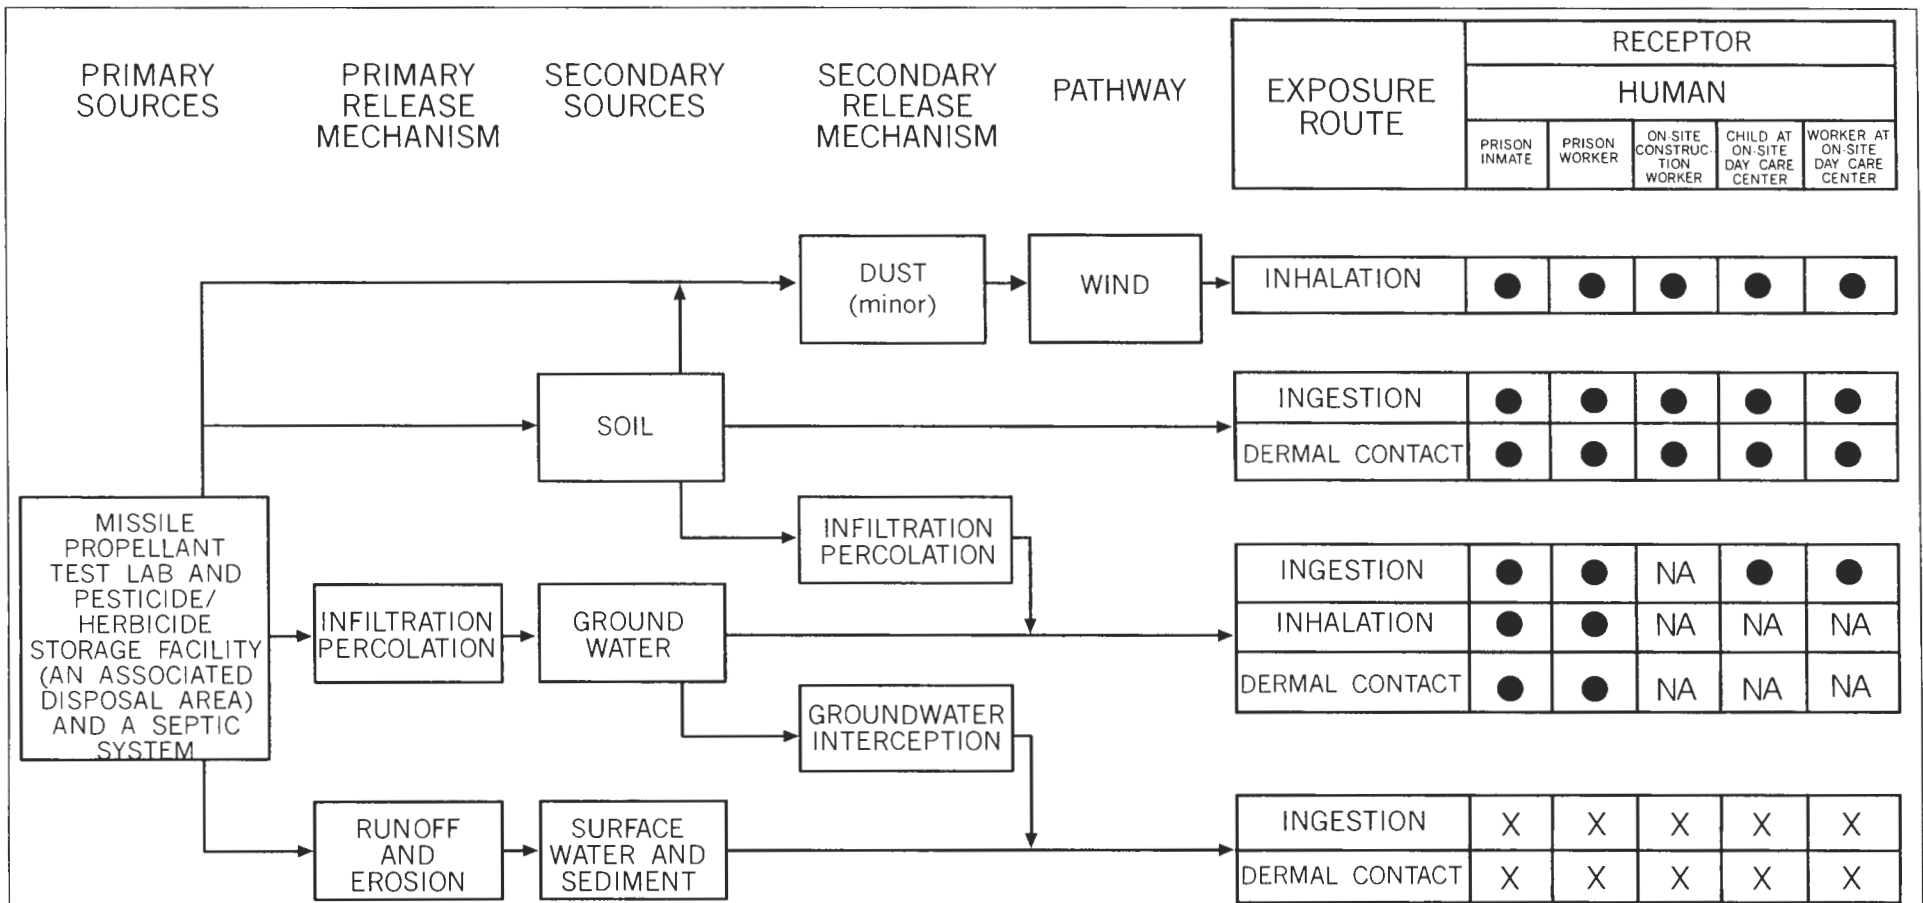 PRIMARY
SOURCES
PRIMARY
RELEASE
MECHANISM
SECONDARY
SOURCES
SECONDARY
RELEASE
MECHANISM
PATHWAY
EXPOSURE
ROUTE
RECEPTOR
HUMAN
PRISON
INMATE
PRISON
WORKER
ON-SITE
CONSTRUC-
TION
WORKER
CHILD AT
ON-SITE
DAY CARE
CENTER
WORKER AT
ON-SITE
DAY CARE
CENTER
DUST
(minor)
WIND
INHALATION
SOIL
INGESTION
DERMAL CONTACT
MISSILE
PROPELLANT
TEST LAB AND
PESTICIDE/
HERBICIDE
STORAGE FACILITY
(AN ASSOCIATED
DISPOSAL AREA)
AND A SEPTIC
SYSTEM
INFILTRATION
PERCOLATION
INFILTRATION
PERCOLATION
GROUND
WATER
INGESTION NA
INHALATION NA NA NA
DERMAL CONTACT NA NA NA
GROUNDWATER
INTERCEPTION
RUNOFF
AND
EROSION
SURFACE
WATER AND
SEDIMENT
INGESTION X X X X X
DERMAL CONTACT X X X X X